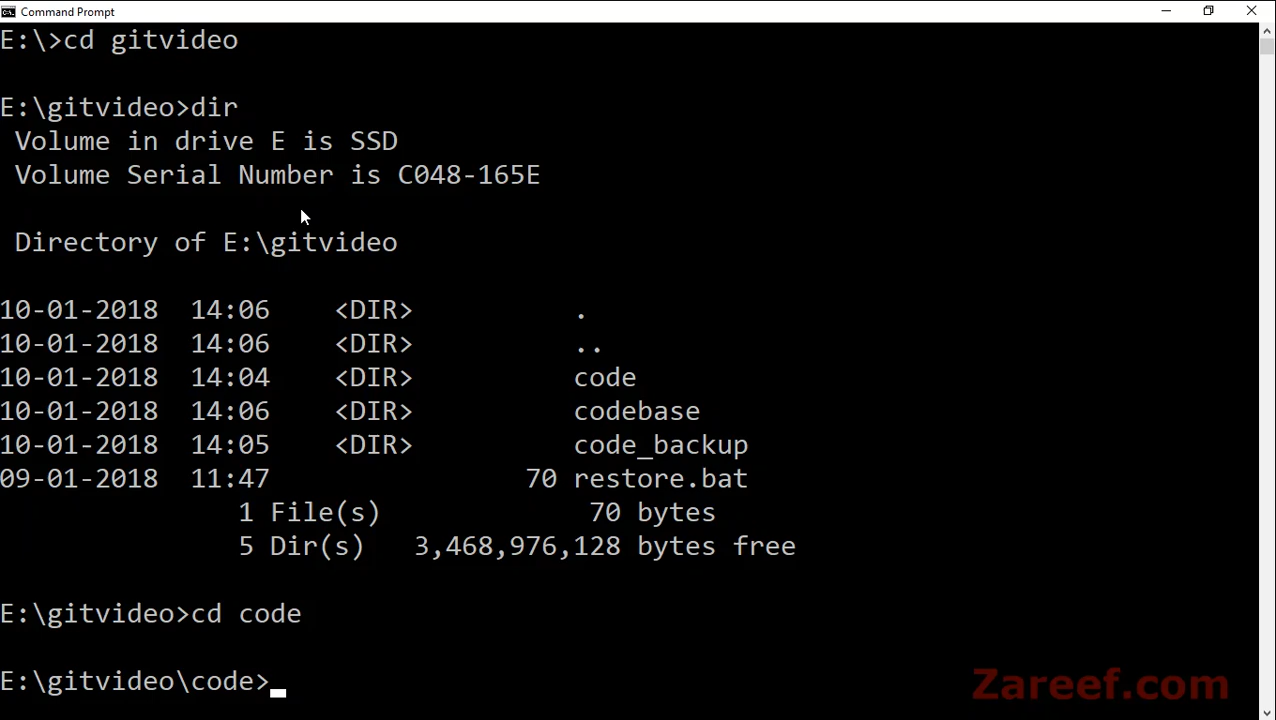 Command Prompt
E:\>cd gitvideo
E:\gitvideo>dir
 Volume in drive E is SSD
 Volume Serial Number is C048-165E
 Directory of E:\gitvideo
10-01-2018  14:06    <DIR>          .
10-01-2018  14:06    <DIR>          ..
10-01-2018  14:04    <DIR>          code
10-01-2018  14:06    <DIR>          codebase
10-01-2018  14:05    <DIR>          code_backup
09-01-2018  11:47                70 restore.bat
               1 File(s)             70 bytes
               5 Dir(s)   3,468,976,128 bytes free
E:\gitvideo>cd code
E:\gitvideo\code>
Zareef.com